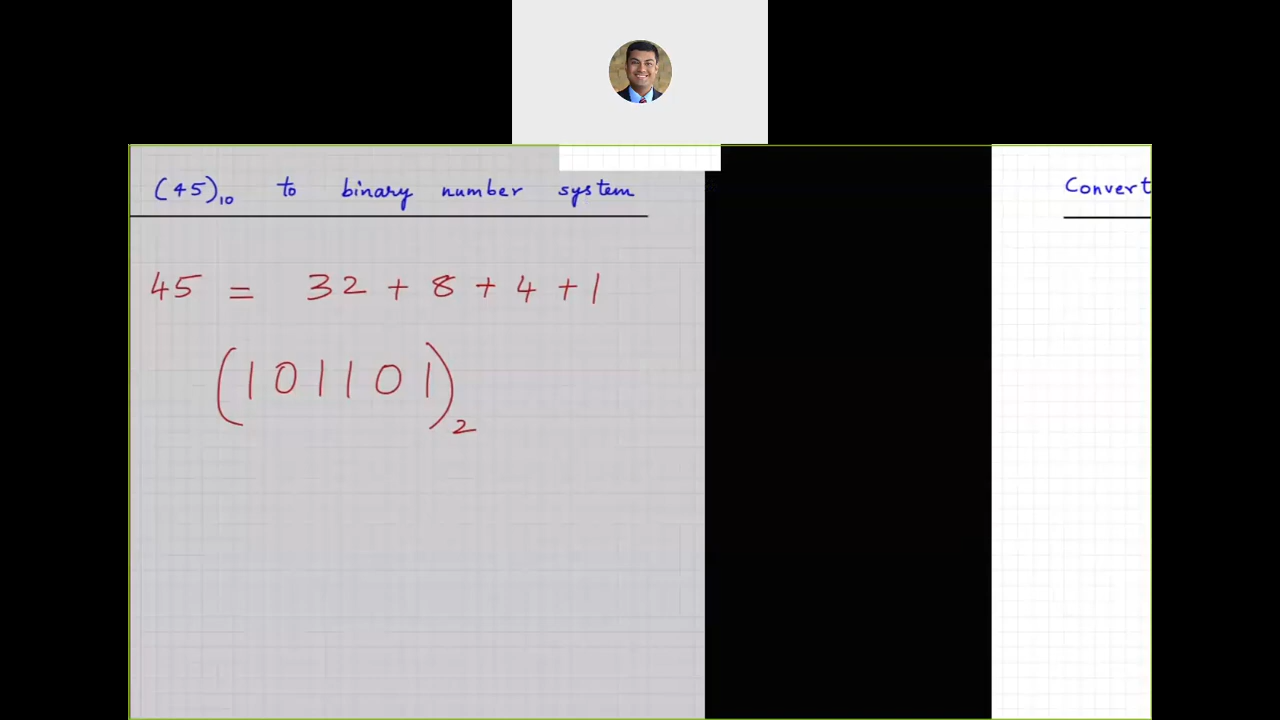 (45)₁₀ to binary number system
45 = 32 + 8 + 4 + 1
(101101)₂
Convert